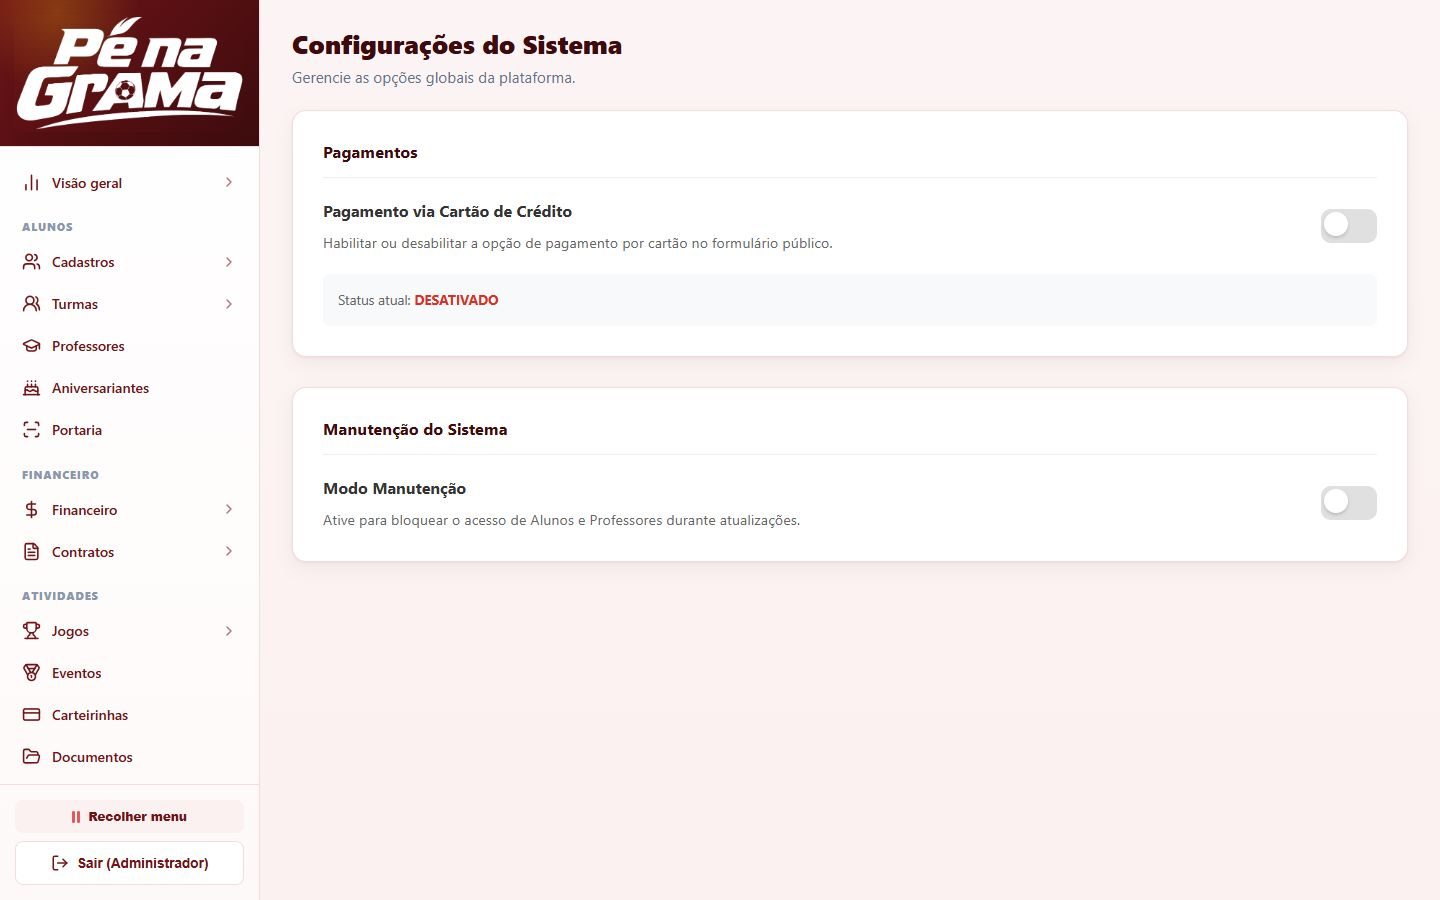 Pé na
GRAMA
Visão geral
ALUNOS
Cadastros
Turmas
Professores
Aniversariantes
Portaria
FINANCEIRO
Financeiro
Contratos
ATIVIDADES
Jogos
Eventos
Carteirinhas
Documentos
Recolher menu
Sair (Administrador)
Configurações do Sistema
Gerencie as opções globais da plataforma.
Pagamentos
Pagamento via Cartão de Crédito
Habilitar ou desabilitar a opção de pagamento por cartão no formulário público.
Status atual: DESATIVADO
Manutenção do Sistema
Modo Manutenção
Ative para bloquear o acesso de Alunos e Professores durante atualizações.